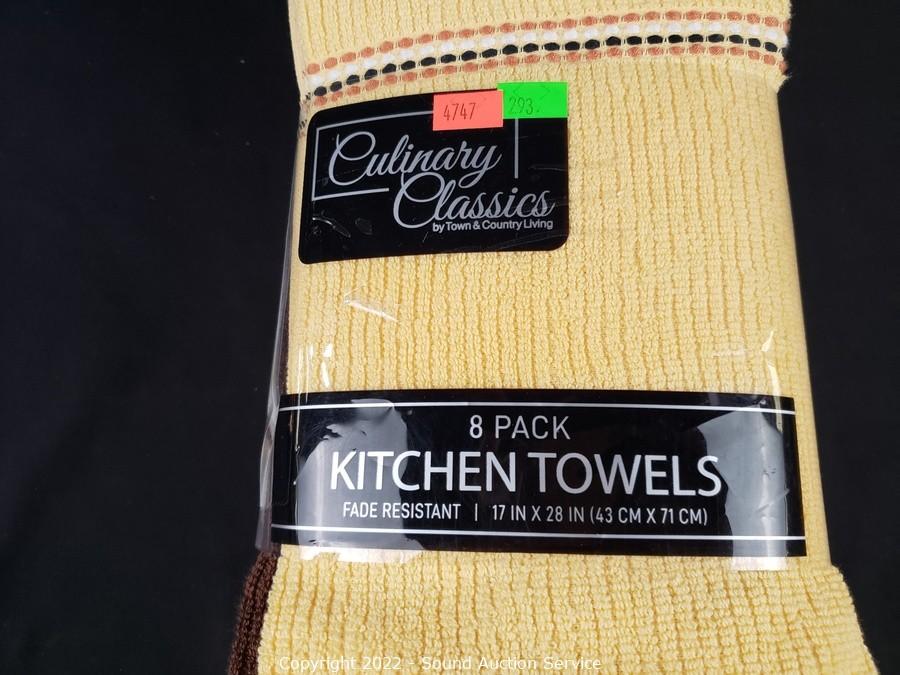 4747
293.
Culinary
Classics
by Town & Country Living
8 PACK
KITCHEN TOWELS
FADE RESISTANT | 17 IN X 28 IN (43 CM X 71 CM)
Copyright 2022 - Sound Auction Service